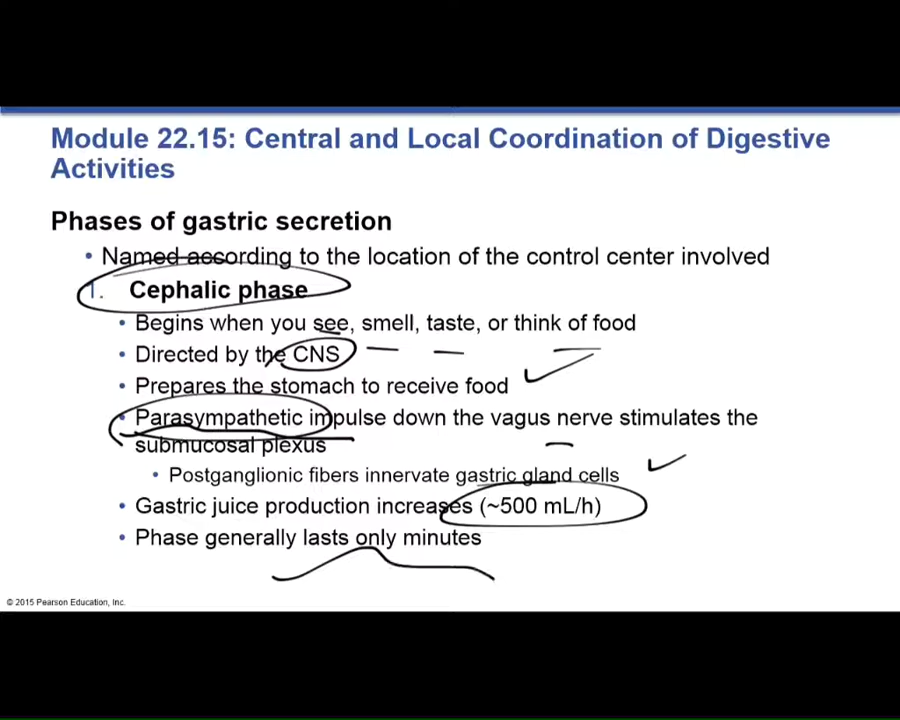 Module 22.15: Central and Local Coordination of Digestive
Activities
Phases of gastric secretion
• Named according to the location of the control center involved
1. Cephalic phase
• Begins when you see, smell, taste, or think of food
• Directed by the CNS
• Prepares the stomach to receive food
• Parasympathetic impulse down the vagus nerve stimulates the
submucosal plexus
• Postganglionic fibers innervate gastric gland cells
• Gastric juice production increases (~500 mL/h)
• Phase generally lasts only minutes
© 2015 Pearson Education, Inc.